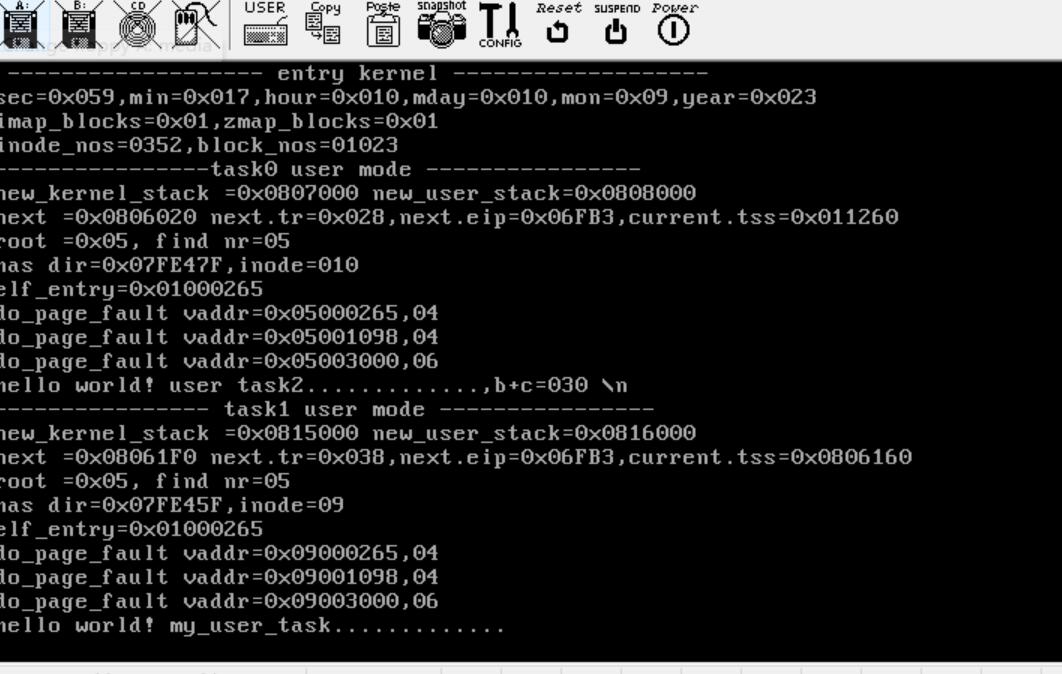 A: B: CD USER Copy Paste snapshot CONFIG Reset SUSPEND Power
------------------- entry kernel -------------------
sec=0x059,min=0x017,hour=0x010,mday=0x010,mon=0x09,year=0x023
imap_blocks=0x01,zmap_blocks=0x01
inode_nos=0352,block_nos=01023
----------------task0 user mode ----------------
new_kernel_stack =0x0807000 new_user_stack=0x0808000
next =0x0806020 next.tr=0x028,next.eip=0x06FB3,current.tss=0x011260
root =0x05, find nr=05
has dir=0x07FE47F,inode=010
elf_entry=0x01000265
do_page_fault vaddr=0x05000265,04
do_page_fault vaddr=0x05001098,04
do_page_fault vaddr=0x05003000,06
hello world! user task2.............,b+c=030 \n
---------------- task1 user mode ----------------
new_kernel_stack =0x0815000 new_user_stack=0x0816000
next =0x08061F0 next.tr=0x038,next.eip=0x06FB3,current.tss=0x0806160
root =0x05, find nr=05
has dir=0x07FE45F,inode=09
elf_entry=0x01000265
do_page_fault vaddr=0x09000265,04
do_page_fault vaddr=0x09001098,04
do_page_fault vaddr=0x09003000,06
hello world! my_user_task.............